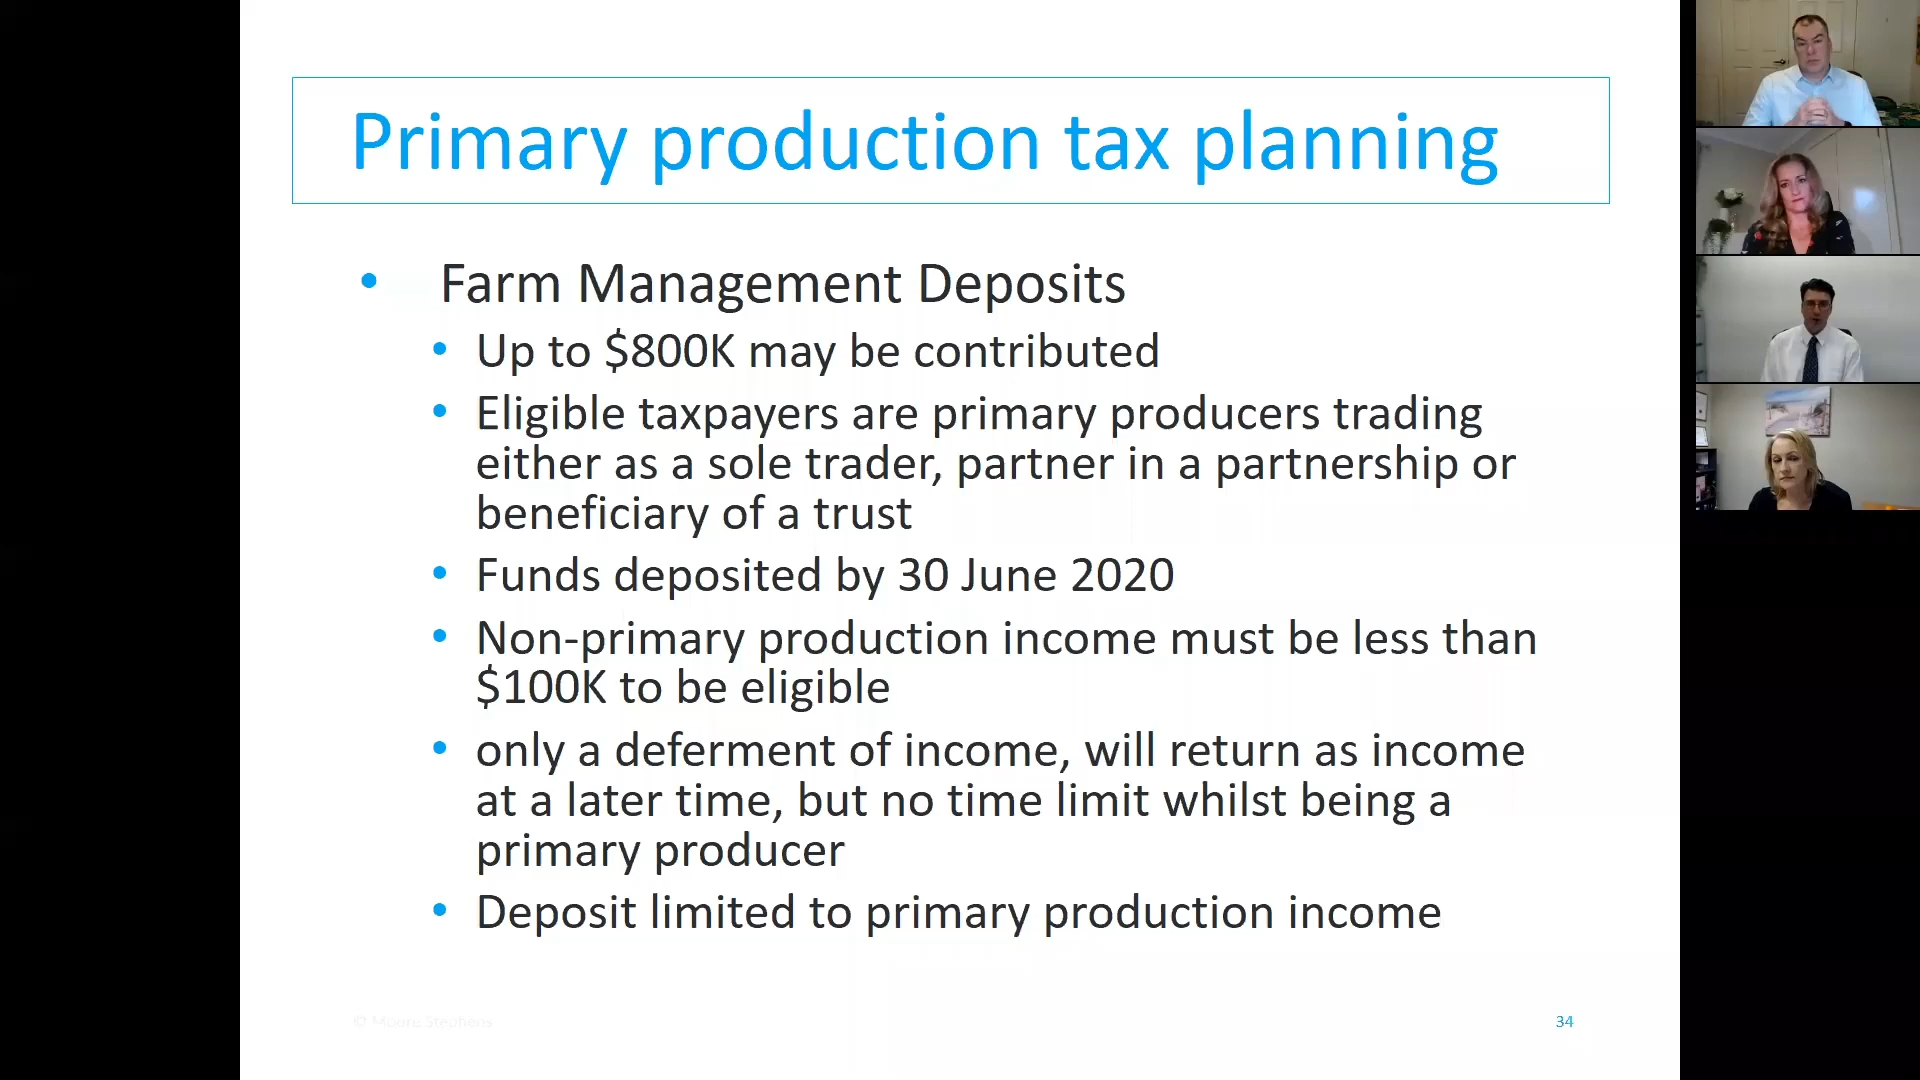 Primary production tax planning
• Farm Management Deposits
• Up to $800K may be contributed
• Eligible taxpayers are primary producers trading
either as a sole trader, partner in a partnership or
beneficiary of a trust
• Funds deposited by 30 June 2020
• Non-primary production income must be less than
$100K to be eligible
• only a deferment of income, will return as income
at a later time, but no time limit whilst being a
primary producer
• Deposit limited to primary production income
© Moore Stephens
34